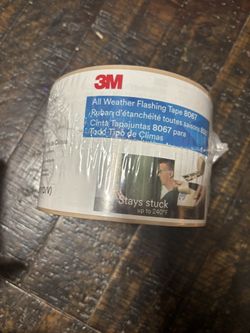 3M
All Weather Flashing Tape 8067
Ruban d'étanchéité toutes saisons
Cinta Tapajuntas 8067 para
Todo Tipo de Climas
Stays stuck
up to 240°F